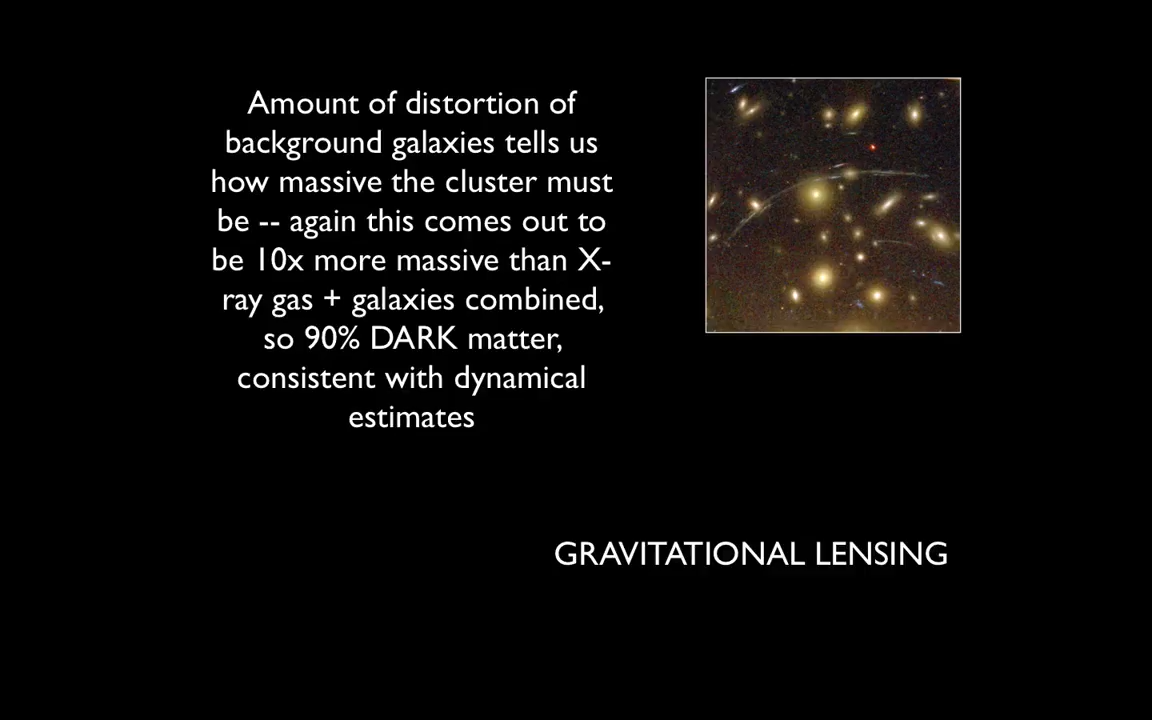 Amount of distortion of
background galaxies tells us
how massive the cluster must
be -- again this comes out to
be 10x more massive than X-
ray gas + galaxies combined,
so 90% DARK matter,
consistent with dynamical
estimates
GRAVITATIONAL LENSING